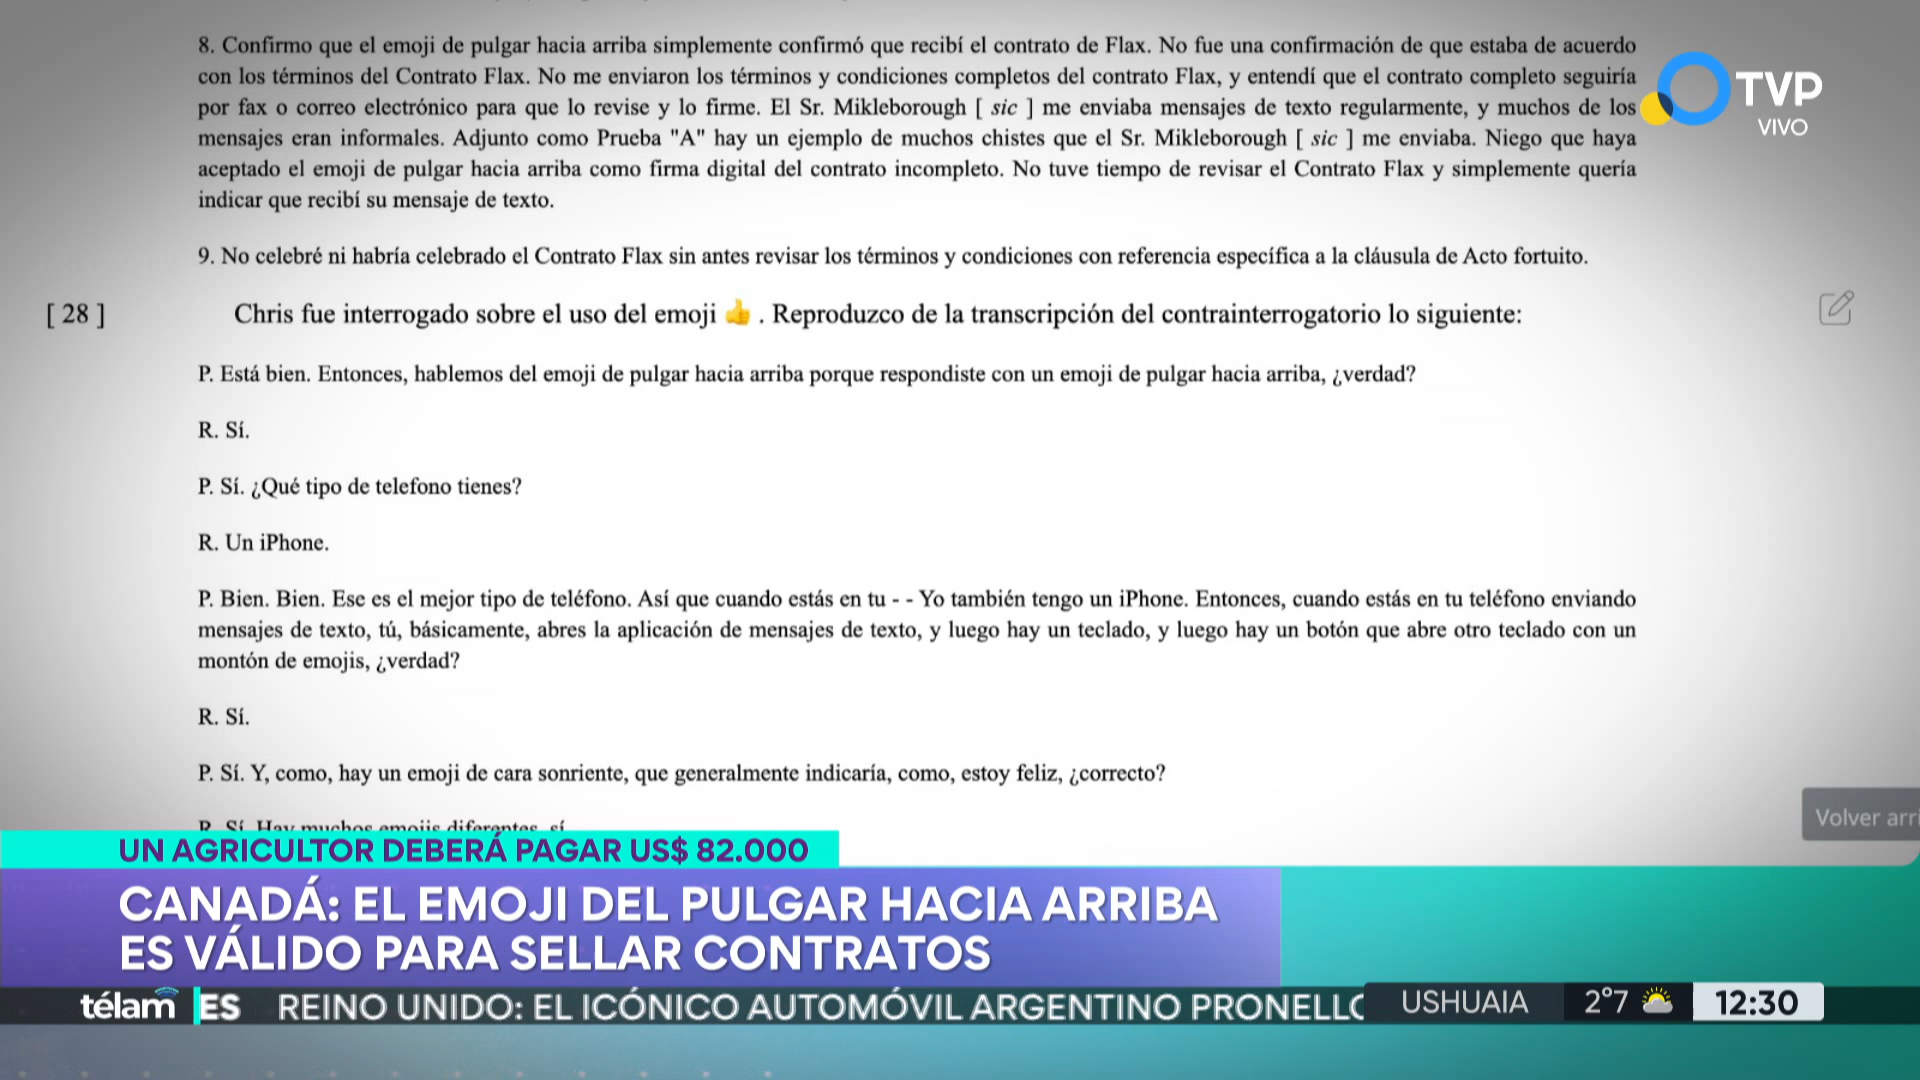 8. Confirmo que el emoji de pulgar hacia arriba simplemente confirmó que recibí el contrato de Flax. No fue una confirmación de que estaba de acuerdo
con los términos del Contrato Flax. No me enviaron los términos y condiciones completos del contrato Flax, y entendí que el contrato completo seguiría
por fax o correo electrónico para que lo revise y lo firme. El Sr. Mikleborough [ sic ] me enviaba mensajes de texto regularmente, y muchos de los
mensajes eran informales. Adjunto como Prueba "A" hay un ejemplo de muchos chistes que el Sr. Mikleborough [ sic ] me enviaba. Niego que haya
aceptado el emoji de pulgar hacia arriba como firma digital del contrato incompleto. No tuve tiempo de revisar el Contrato Flax y simplemente quería
indicar que recibí su mensaje de texto.
TVP
VIVO
9. No celebré ni habría celebrado el Contrato Flax sin antes revisar los términos y condiciones con referencia específica a la cláusula de Acto fortuito.
[ 28 ] Chris fue interrogado sobre el uso del emoji 👍 . Reproduzco de la transcripción del contrainterrogatorio lo siguiente:
P. Está bien. Entonces, hablemos del emoji de pulgar hacia arriba porque respondiste con un emoji de pulgar hacia arriba, ¿verdad?
R. Sí.
P. Sí. ¿Qué tipo de telefono tienes?
R. Un iPhone.
P. Bien. Bien. Ese es el mejor tipo de teléfono. Así que cuando estás en tu - - Yo también tengo un iPhone. Entonces, cuando estás en tu teléfono enviando
mensajes de texto, tú, básicamente, abres la aplicación de mensajes de texto, y luego hay un teclado, y luego hay un botón que abre otro teclado con un
montón de emojis, ¿verdad?
R. Sí.
P. Sí. Y, como, hay un emoji de cara sonriente, que generalmente indicaría, como, estoy feliz, ¿correcto?
R. Sí. Hay muchos emojis diferentes, sí.
Volver arri
UN AGRICULTOR DEBERÁ PAGAR US$ 82.000
CANADÁ: EL EMOJI DEL PULGAR HACIA ARRIBA
ES VÁLIDO PARA SELLAR CONTRATOS
télam ES REINO UNIDO: EL ICÓNICO AUTOMÓVIL ARGENTINO PRONELLO USHUAIA 2°7 12:30